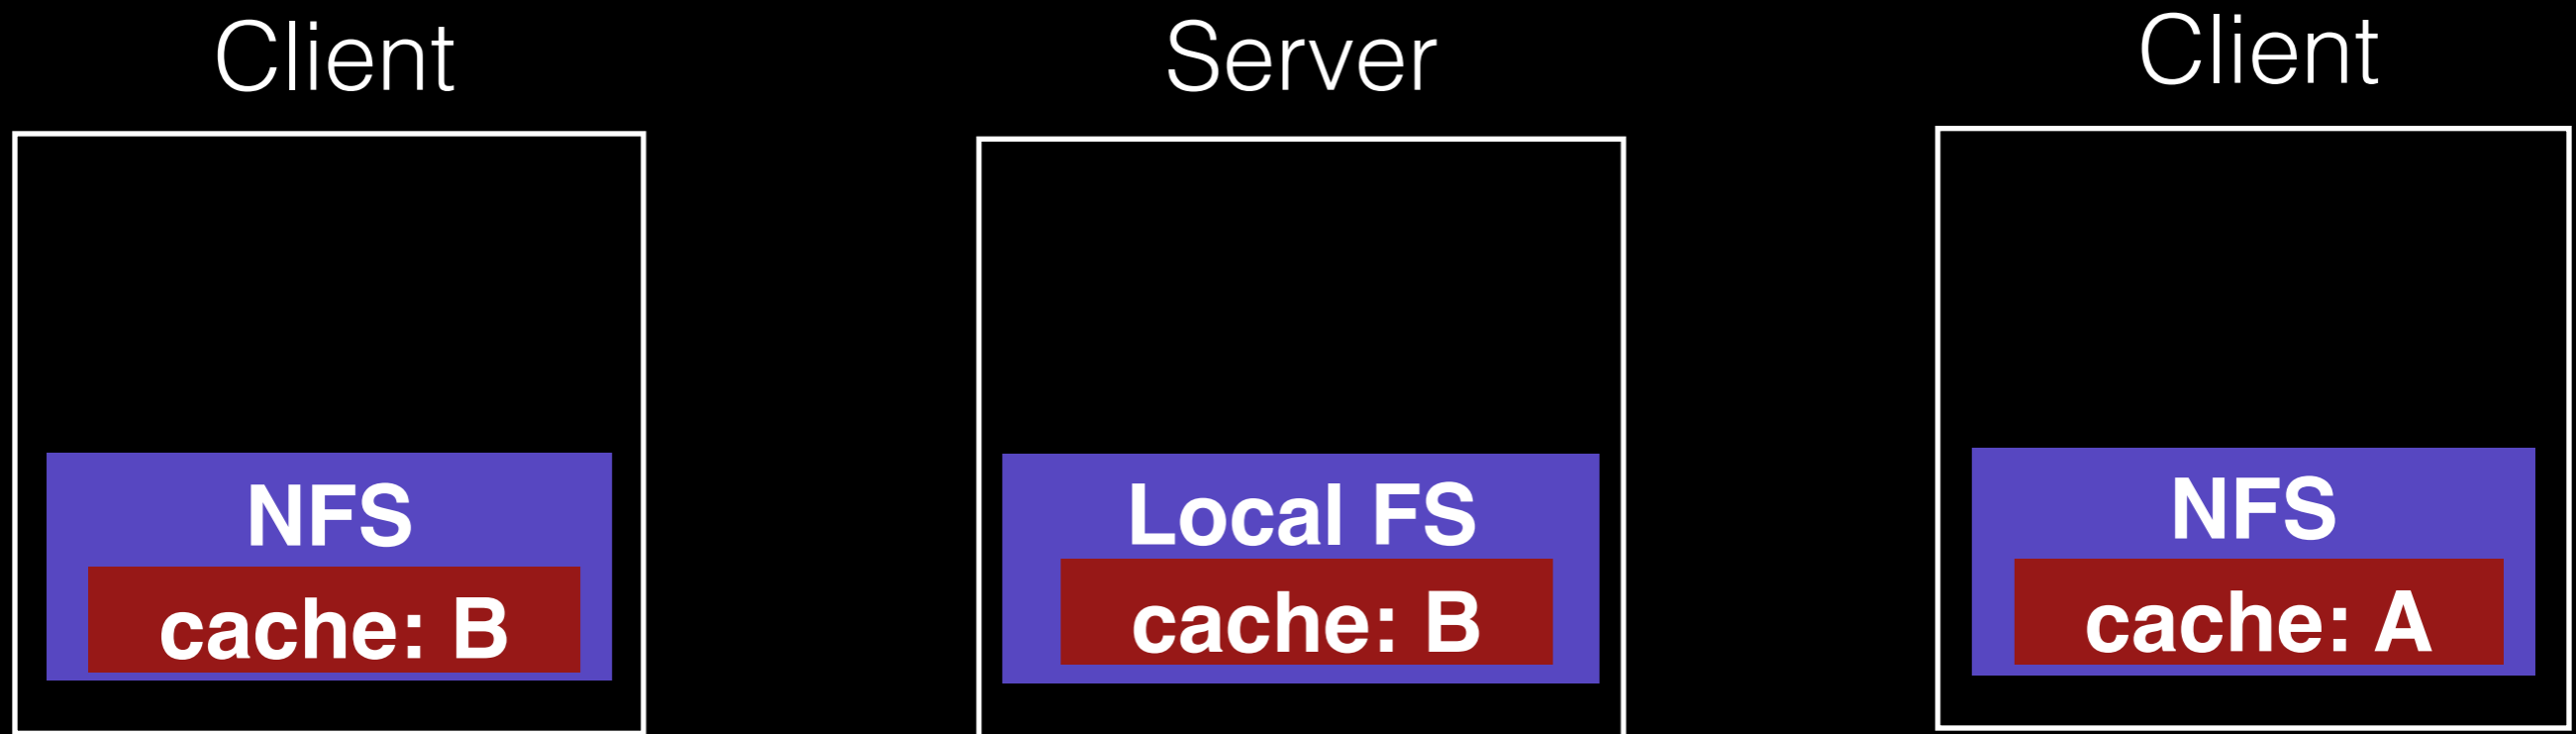 Client
NFS
cache: B
Server
Local FS
cache: B
Client
NFS
cache: A